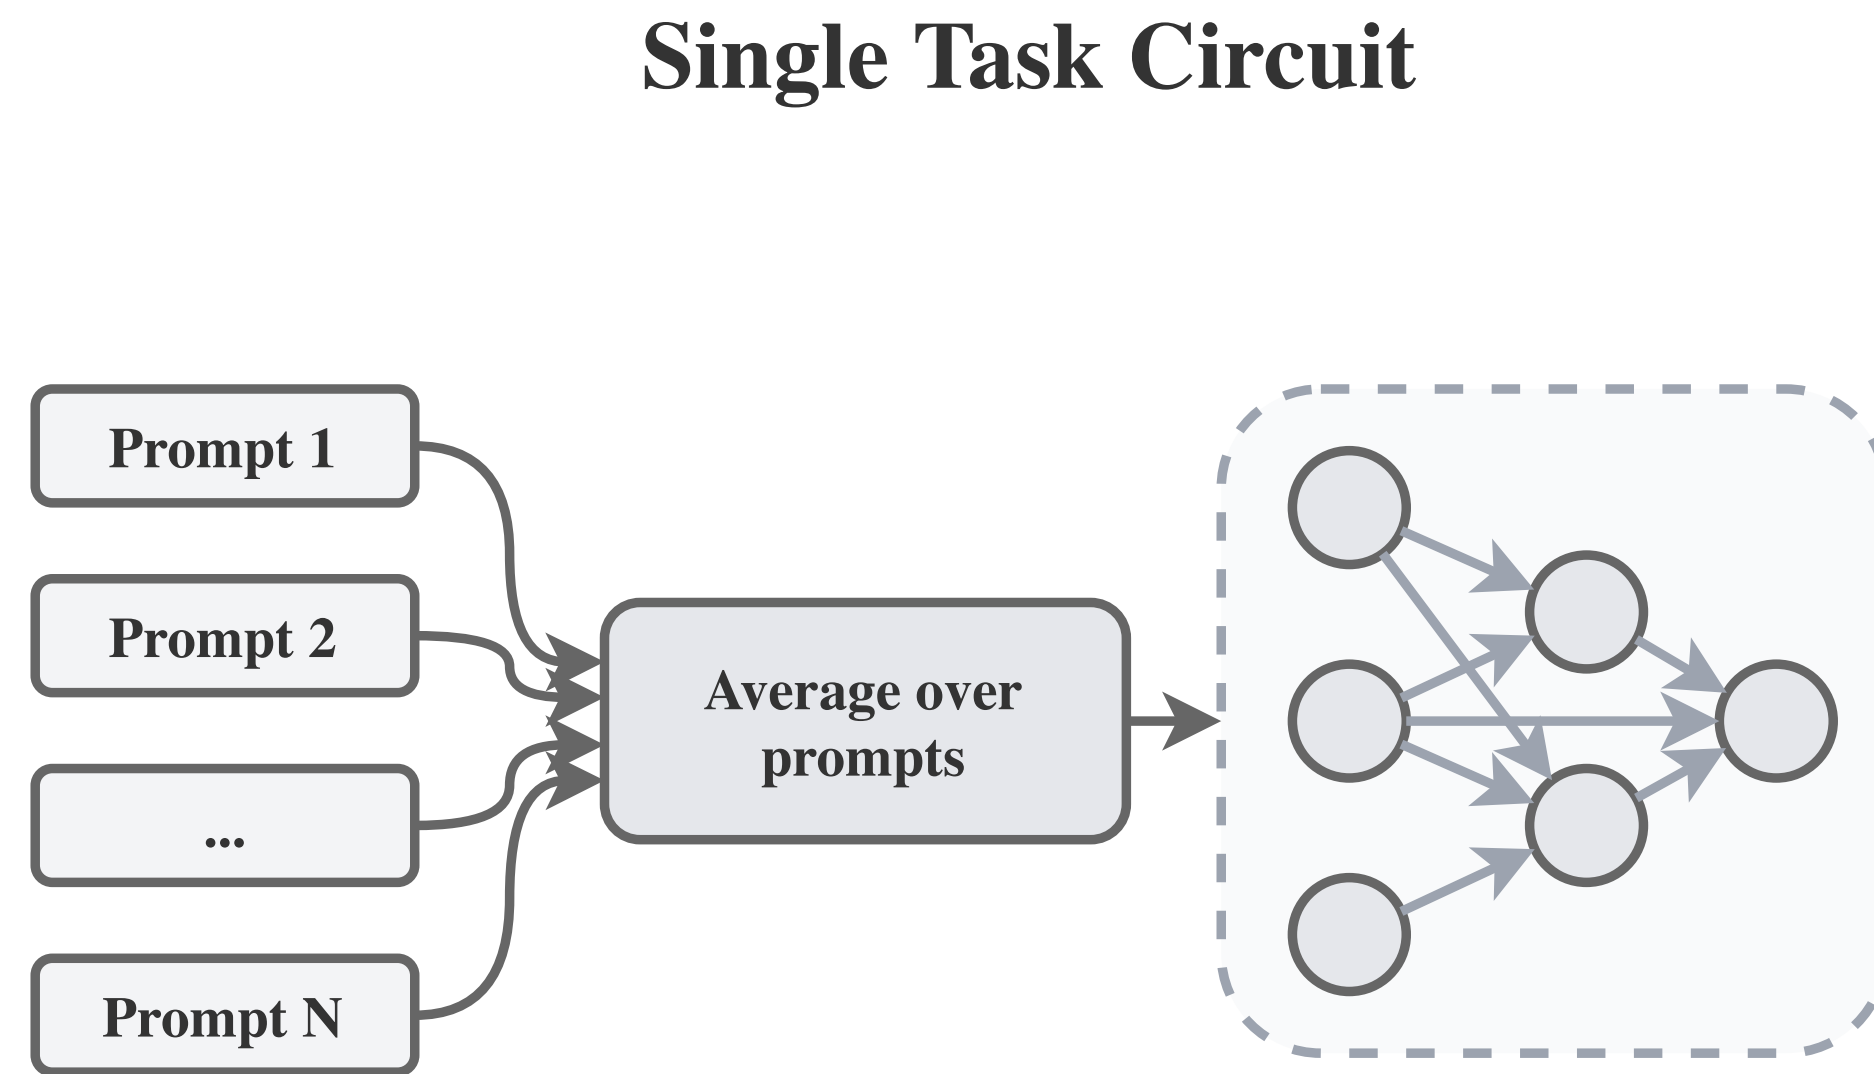 Single Task Circuit
Prompt 1
Prompt 2
...
Prompt N
Average over
prompts